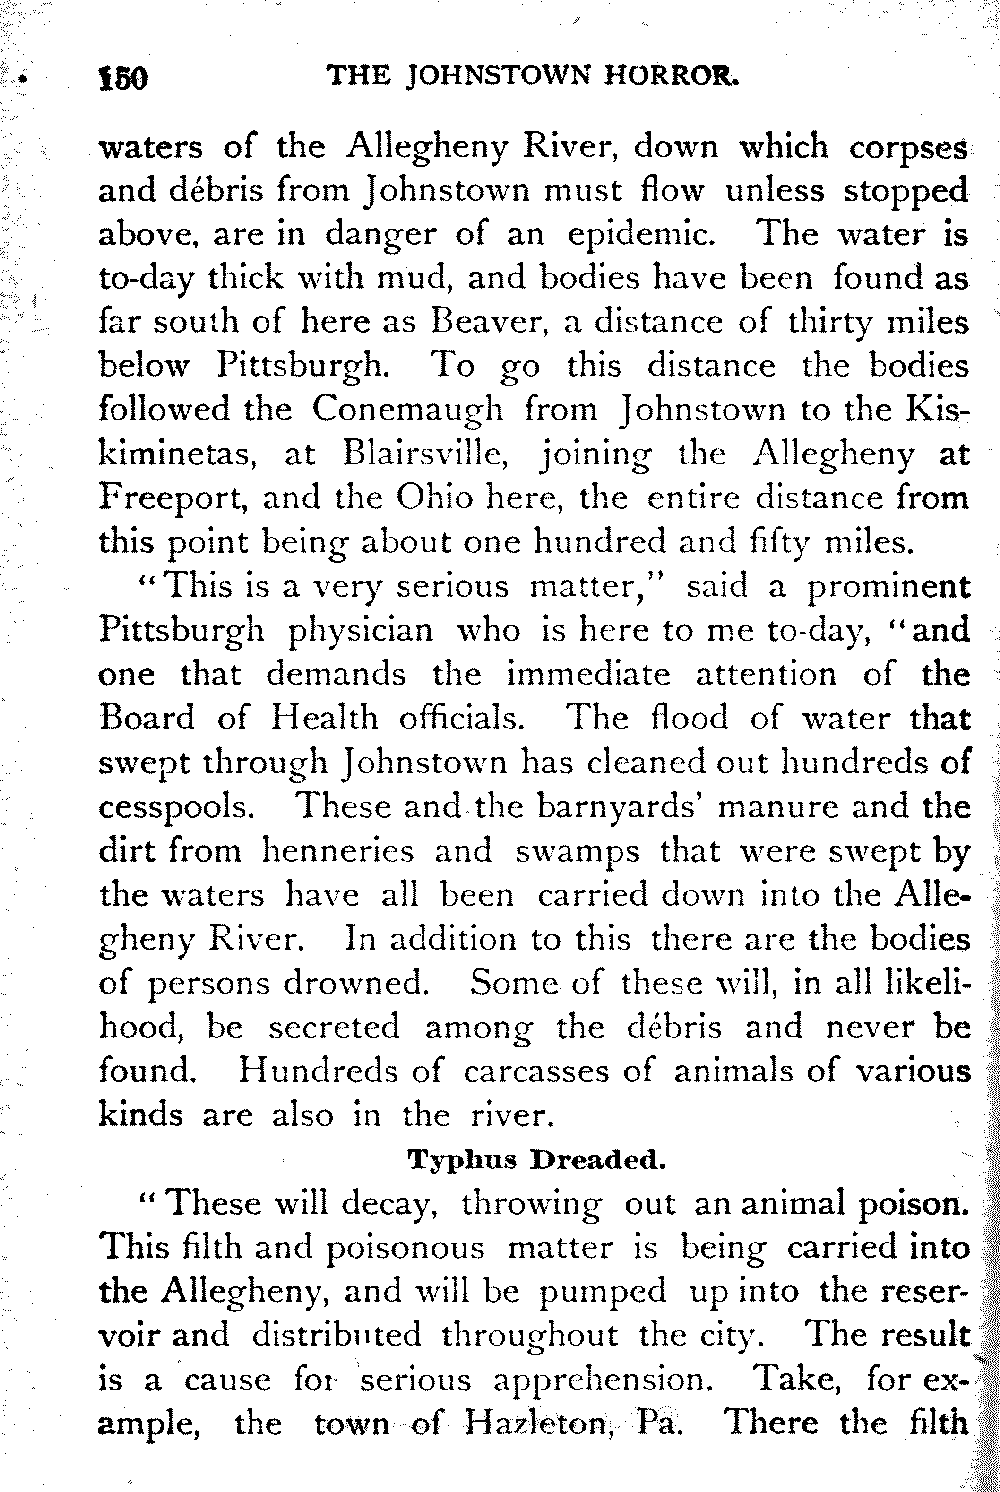 150 THE JOHNSTOWN HORROR.
waters of the Allegheny River, down which corpses
and débris from Johnstown must flow unless stopped
above, are in danger of an epidemic. The water is
to-day thick with mud, and bodies have been found as
far south of here as Beaver, a distance of thirty miles
below Pittsburgh. To go this distance the bodies
followed the Conemaugh from Johnstown to the Kis-
kiminetas, at Blairsville, joining the Allegheny at
Freeport, and the Ohio here, the entire distance from
this point being about one hundred and fifty miles.
“This is a very serious matter,” said a prominent
Pittsburgh physician who is here to me to-day, “and
one that demands the immediate attention of the
Board of Health officials. The flood of water that
swept through Johnstown has cleaned out hundreds of
cesspools. These and the barnyards’ manure and the
dirt from henneries and swamps that were swept by
the waters have all been carried down into the Alle-
gheny River. In addition to this there are the bodies
of persons drowned. Some of these will, in all likeli-
hood, be secreted among the débris and never be
found. Hundreds of carcasses of animals of various
kinds are also in the river.
Typhus Dreaded.
“These will decay, throwing out an animal poison.
This filth and poisonous matter is being carried into
the Allegheny, and will be pumped up into the reser-
voir and distributed throughout the city. The result
is a cause for serious apprehension. Take, for ex-
ample, the town of Hazleton, Pa. There the filth